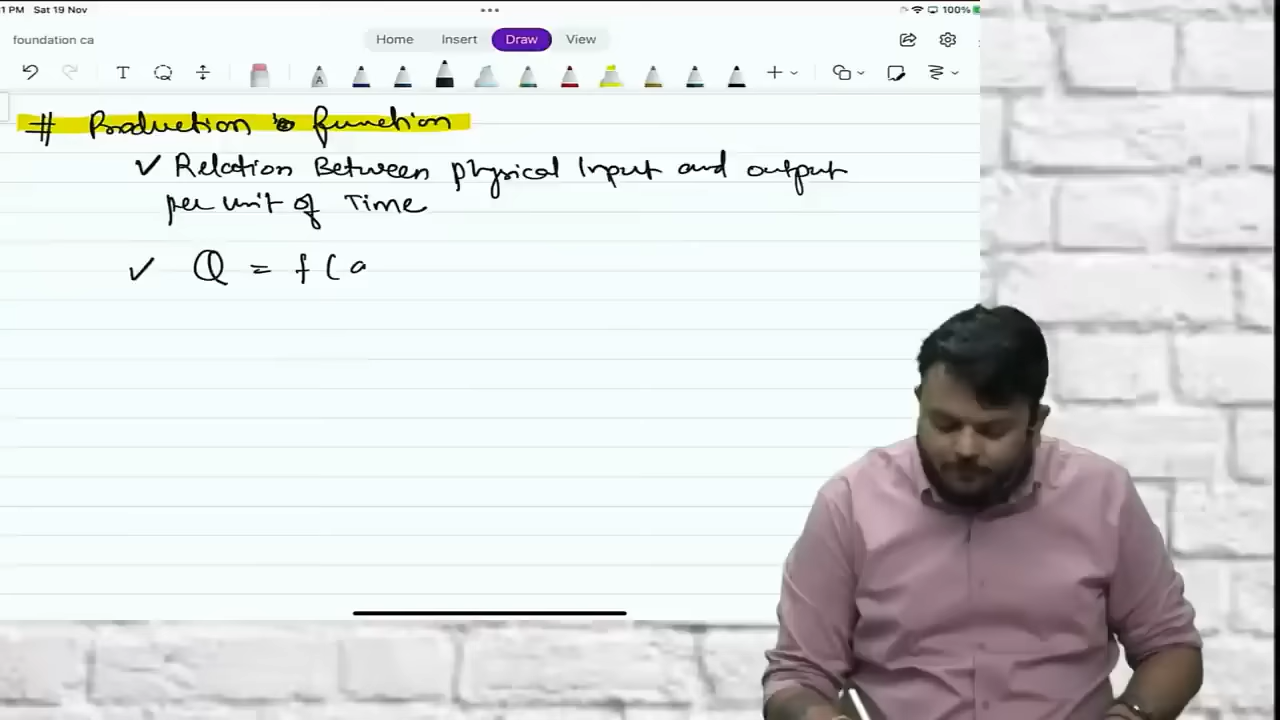 1 PM Sat 19 Nov
100%
foundation ca
Home Insert Draw View
T
A
# Production function
✓ Relation Between physical Input and output
per unit of Time
✓ Q = f ( a